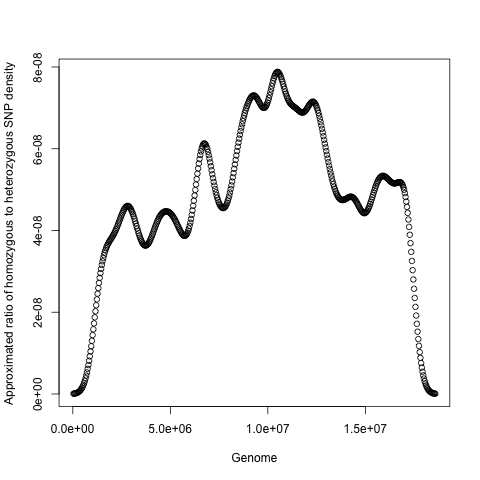 Approximated ratio of homozygous to heterozygous SNP density
8e-08
6e-08
4e-08
2e-08
0e+00
0.0e+00 5.0e+06 1.0e+07 1.5e+07
Genome